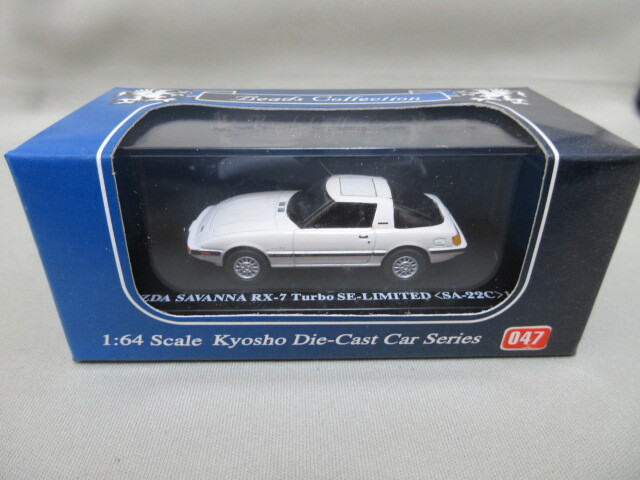 Beads Collection
ZDA SAVANNA RX-7 Turbo SE-LIMITED <SA-22C>
1:64 Scale Kyosho Die-Cast Car Series
047